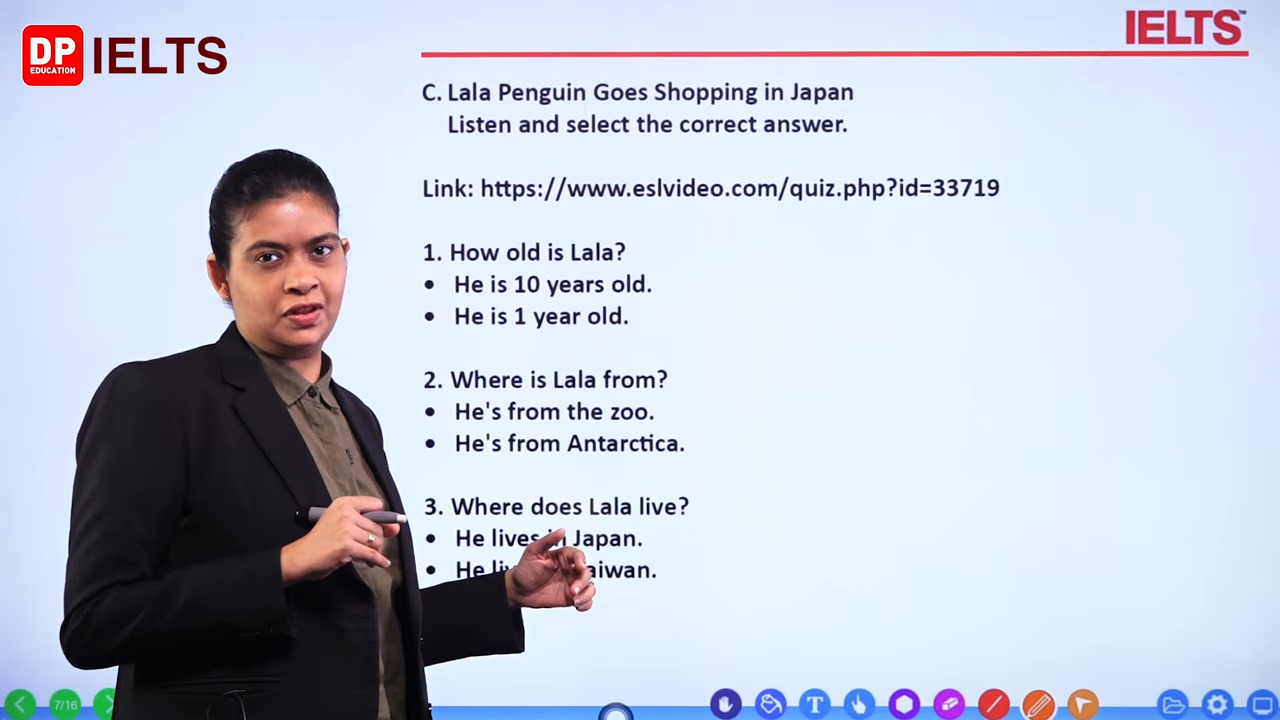 DP
EDUCATION
IELTS
IELTS™
C. Lala Penguin Goes Shopping in Japan
Listen and select the correct answer.
Link: https://www.eslvideo.com/quiz.php?id=33719
1. How old is Lala?
• He is 10 years old.
• He is 1 year old.
2. Where is Lala from?
• He's from the zoo.
• He's from Antarctica.
3. Where does Lala live?
• He lives in Japan.
• He
7/16
T